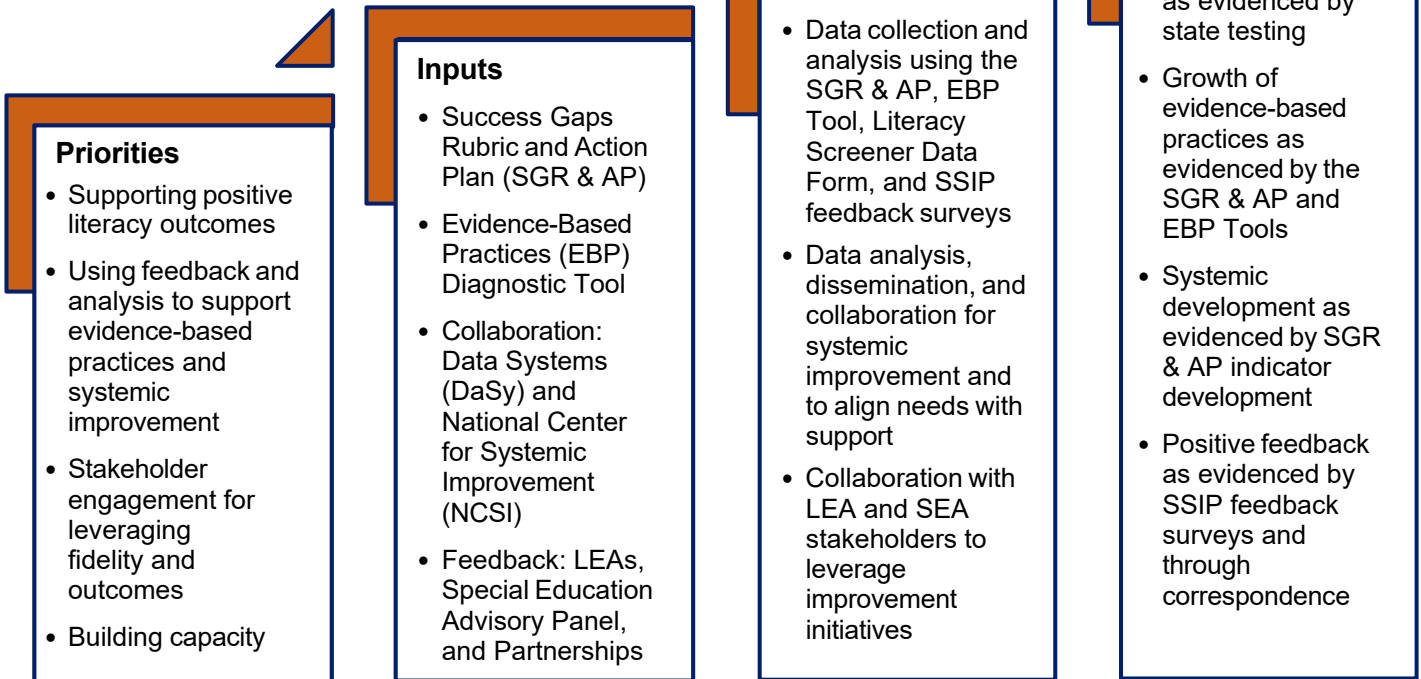 Priorities
• Supporting positive
literacy outcomes
• Using feedback and
analysis to support
evidence-based
practices and
systemic
improvement
• Stakeholder
engagement for
leveraging
fidelity and
outcomes
• Building capacity
Inputs
• Success Gaps
Rubric and Action
Plan (SGR & AP)
• Evidence-Based
Practices (EBP)
Diagnostic Tool
• Collaboration:
Data Systems
(DaSy) and
National Center
for Systemic
Improvement
(NCSI)
• Feedback: LEAs,
Special Education
Advisory Panel,
and Partnerships
• Data collection and
analysis using the
SGR & AP, EBP
Tool, Literacy
Screener Data
Form, and SSIP
feedback surveys
• Data analysis,
dissemination, and
collaboration for
systemic
improvement and
to align needs with
support
• Collaboration with
LEA and SEA
stakeholders to
leverage
improvement
initiatives
as evidenced by
state testing
• Growth of
evidence-based
practices as
evidenced by the
SGR & AP and
EBP Tools
• Systemic
development as
evidenced by SGR
& AP indicator
development
• Positive feedback
as evidenced by
SSIP feedback
surveys and
through
correspondence